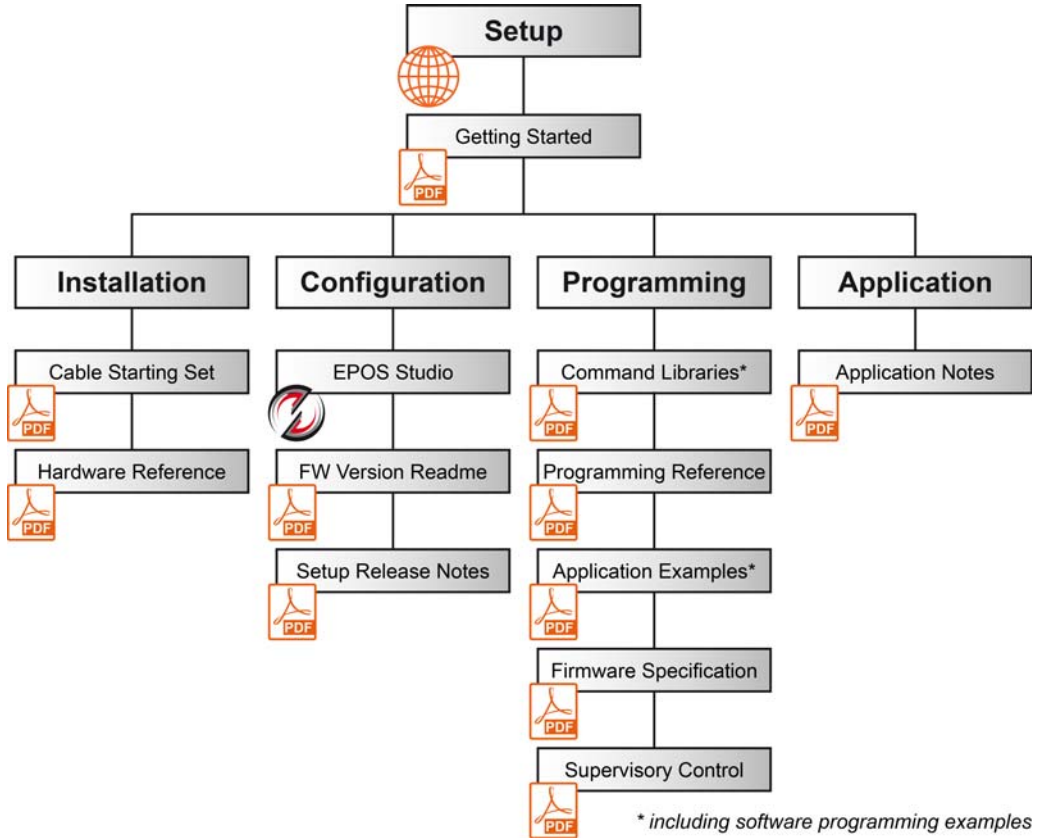 Setup
Getting Started
PDF
Installation
Configuration
Programming
Application
Cable Starting Set
PDF
EPOS Studio
Command Libraries*
PDF
Application Notes
PDF
Hardware Reference
PDF
FW Version Readme
PDF
Programming Reference
PDF
Setup Release Notes
PDF
Application Examples*
PDF
Firmware Specification
PDF
Supervisory Control
PDF
* including software programming examples